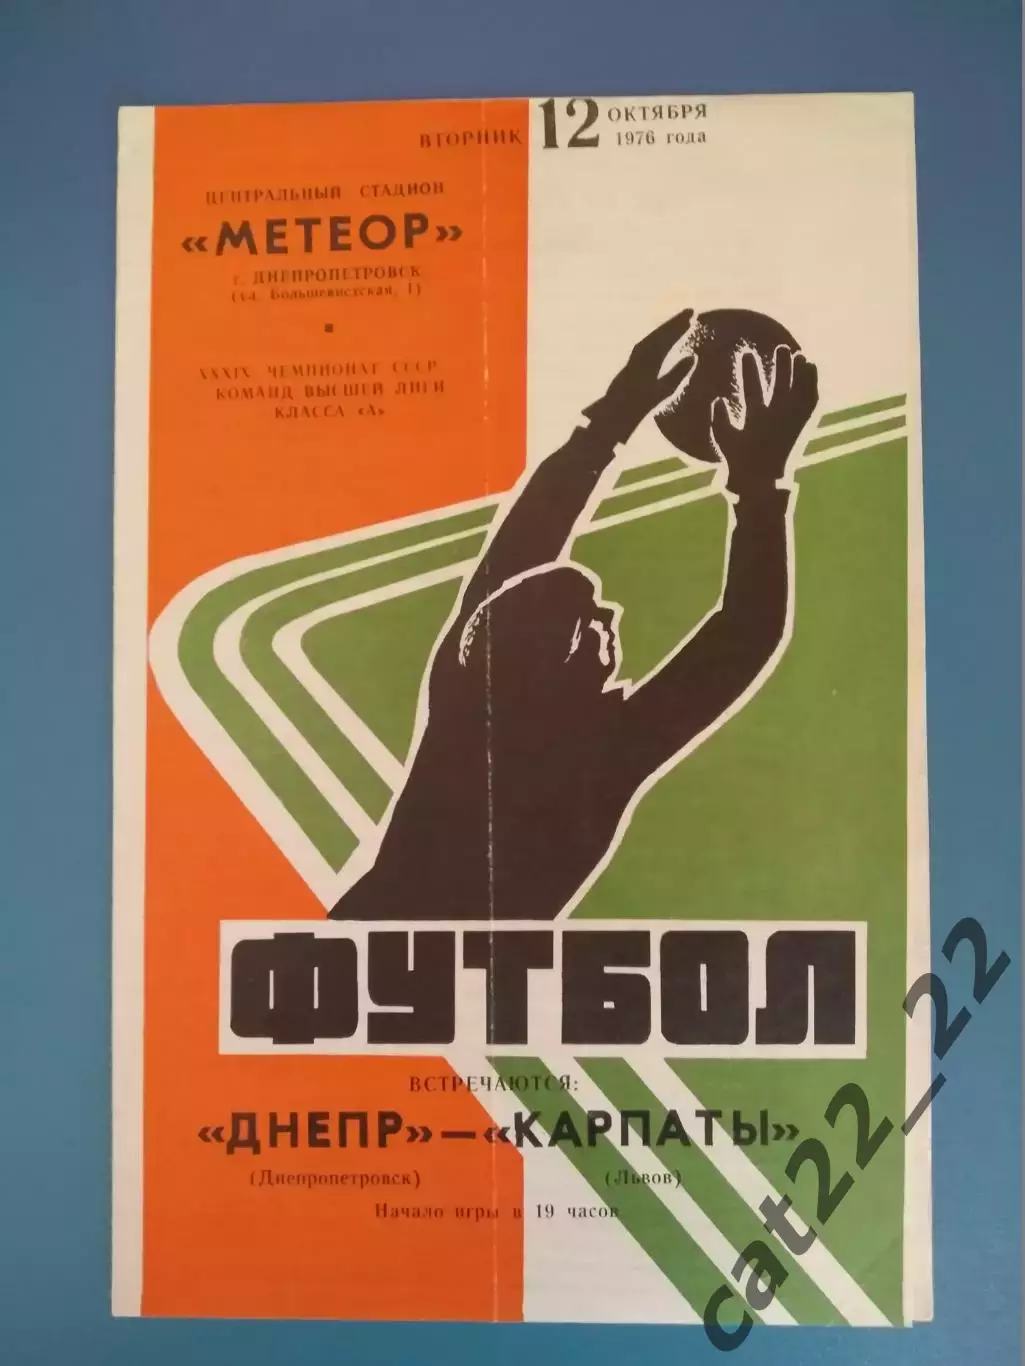 ВТОРНИК 12 ОКТЯБРЯ
1976 года
ЦЕНТРАЛЬНЫЙ СТАДИОН
«МЕТЕОР»
г. ДНЕПРОПЕТРОВСК
(ул. Большевистская, 1)
XXXIX ЧЕМПИОНАТ СССР
КОМАНД ВЫСШЕЙ ЛИГИ
КЛАССА «А»
ФУТБОЛ
ВСТРЕЧАЮТСЯ:
«ДНЕПР» — «КАРПАТЫ»
(Днепропетровск) (Львов)
Начало игры в 19 часов
cat22_22